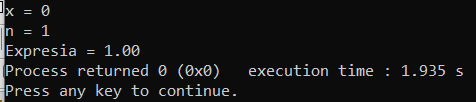 x = 0
n = 1
Expresia = 1.00
Process returned 0 (0x0)   execution time : 1.935 s
Press any key to continue.